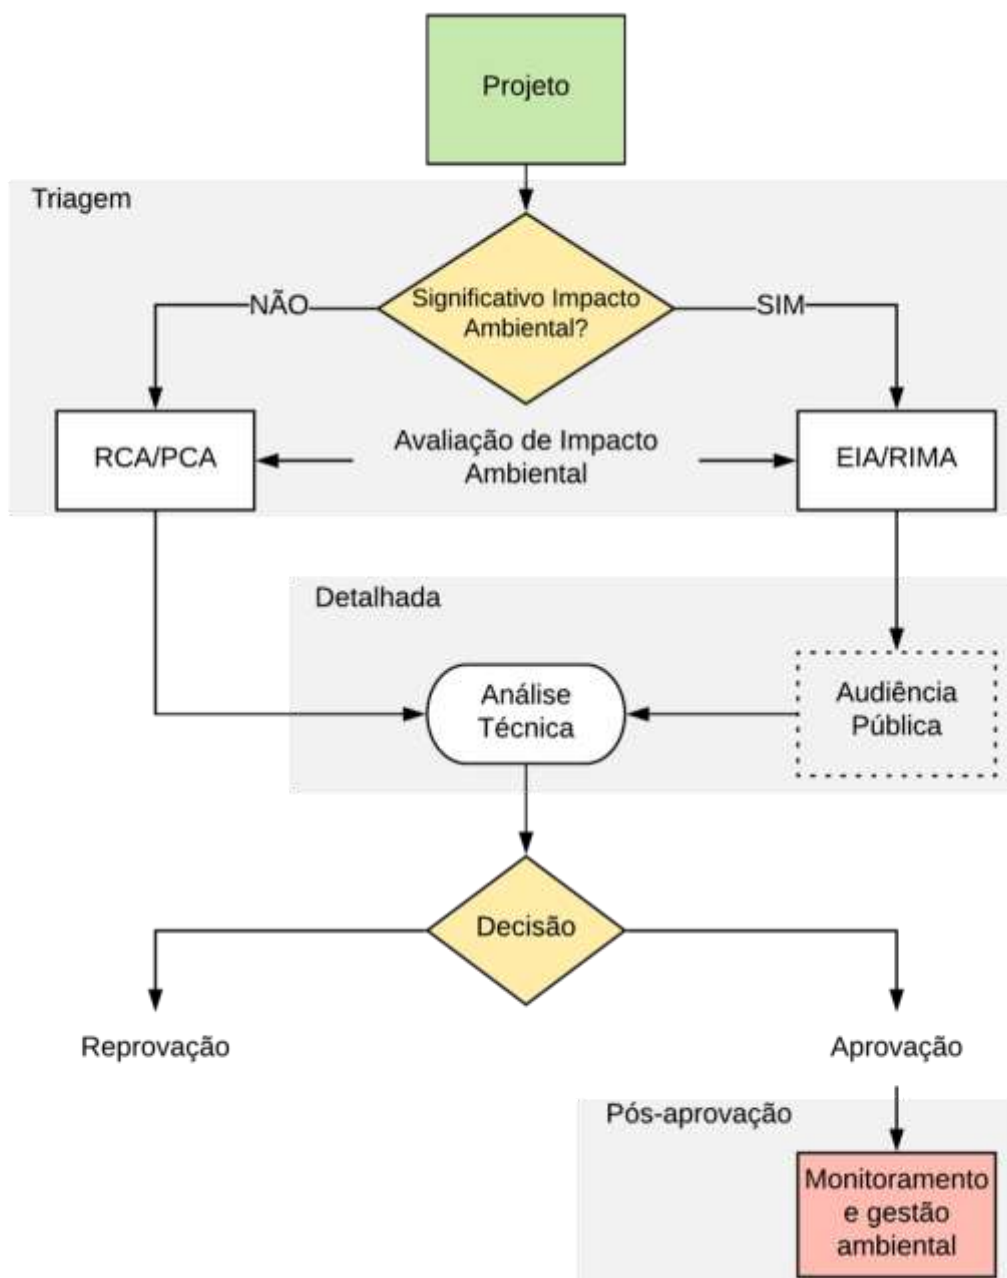 Projeto
Triagem
Significativo Impacto
Ambiental?
NÃO
SIM
RCA/PCA
Avaliação de Impacto
Ambiental
EIA/RIMA
Detalhada
Análise
Técnica
Audiência
Pública
Decisão
Reprovação
Aprovação
Pós-aprovação
Monitoramento
e gestão
ambiental